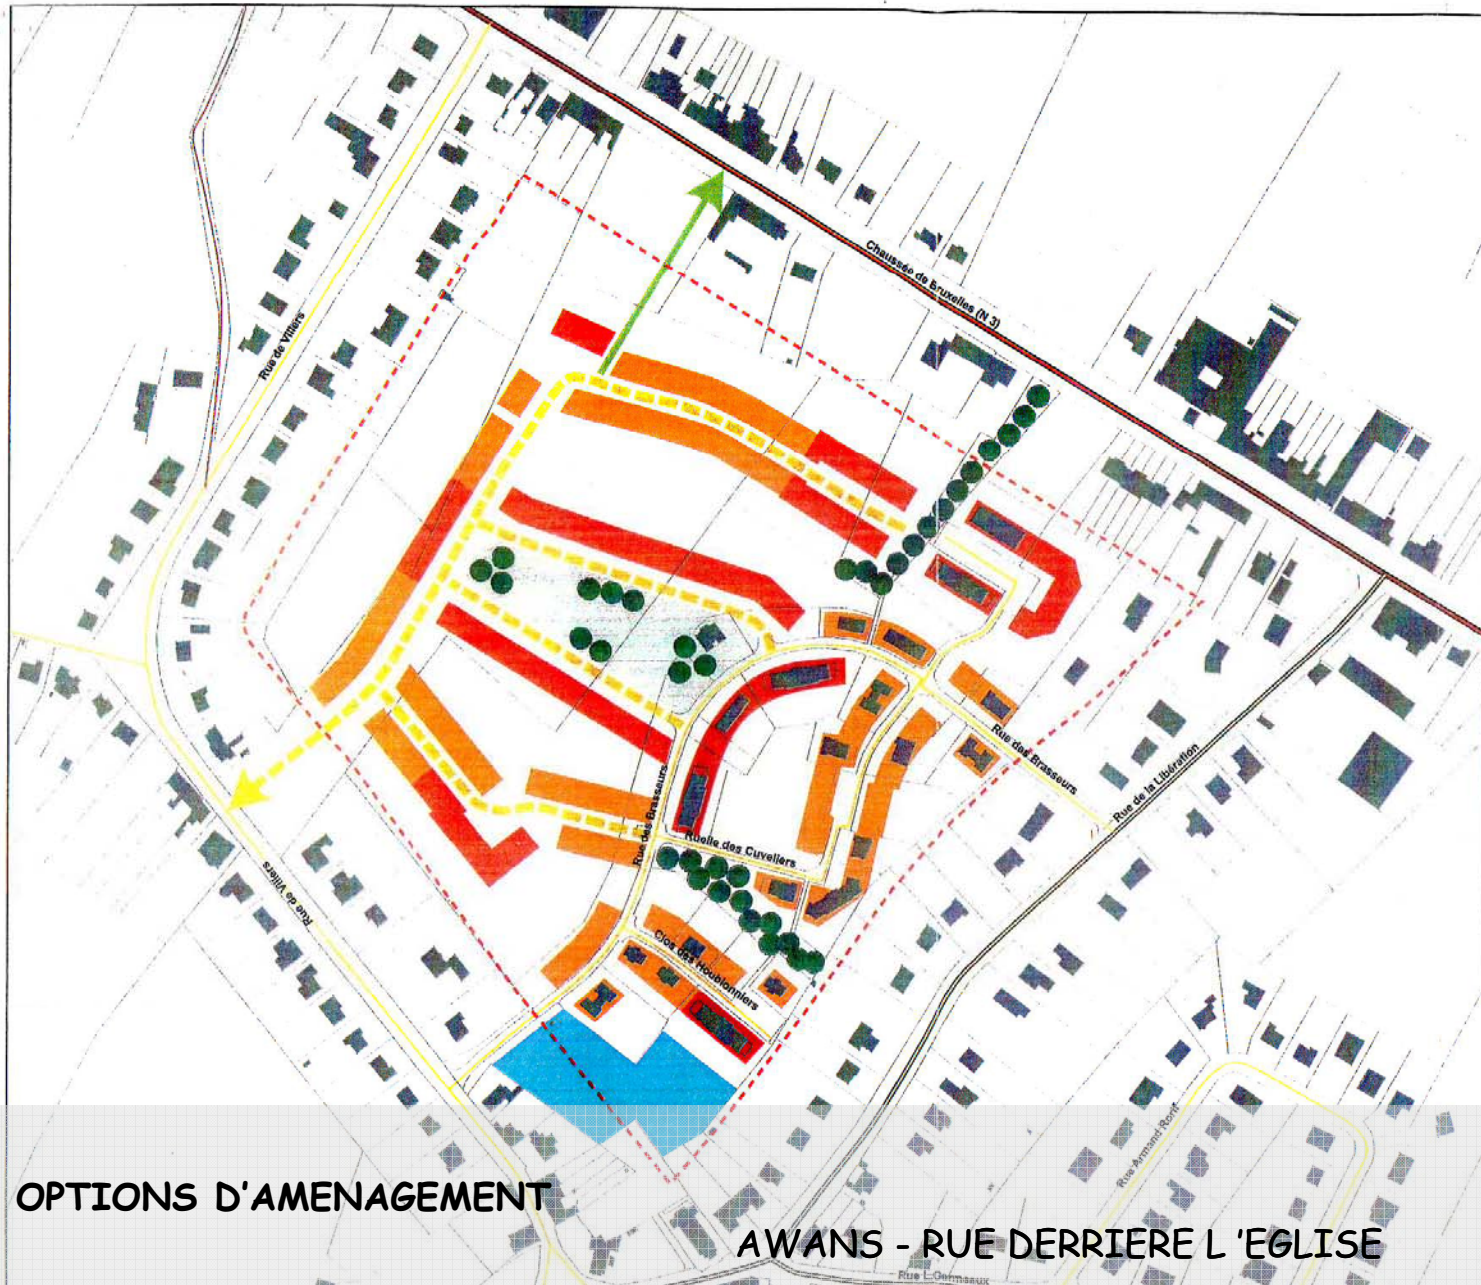 Chaussée de Bruxelles (N 3)
Rue de Villers
Rue des Brasseurs
Rue de la Libération
Rue des Brasseurs
Ruelle des Cuveliers
Rue de Villers
Clos des Houblonniers
Rue Armand Rorif
OPTIONS D'AMENAGEMENT
AWANS - RUE DERRIERE L 'EGLISE